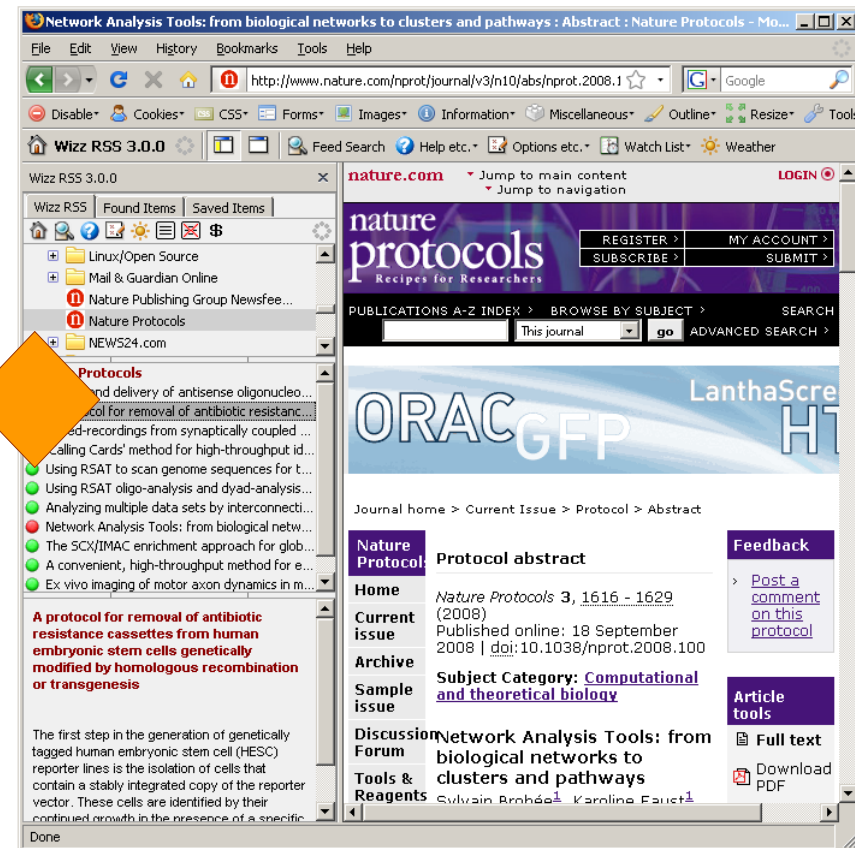 Network Analysis Tools: from biological networks to clusters and pathways : Abstract : Nature Protocols - Mo...
File Edit View History Bookmarks Tools Help
http://www.nature.com/nprot/journal/v3/n10/abs/nprot.2008.1 G Google
Disable Cookies CSS Forms Images Information Miscellaneous Outline Resize Tools
Wizz RSS 3.0.0 Feed Search Help etc. Options etc. Watch List Weather
Wizz RSS 3.0.0
Wizz RSS Found Items Saved Items
Linux/Open Source
Mail & Guardian Online
Nature Publishing Group Newsfee...
Nature Protocols
NEWS24.com
Protocols
and delivery of antisense oligonucleo...
for removal of antibiotic resistanc...
-recordings from synaptically coupled ...
Calling Cards' method for high-throughput id...
Using RSAT to scan genome sequences for t...
Using RSAT oligo-analysis and dyad-analysis...
Analyzing multiple data sets by interconnecti...
Network Analysis Tools: from biological netw...
The SCX/IMAC enrichment approach for glob...
A convenient, high-throughput method for e...
Ex vivo imaging of motor axon dynamics in m...
A protocol for removal of antibiotic
resistance cassettes from human
embryonic stem cells genetically
modified by homologous recombination
or transgenesis
The first step in the generation of genetically
tagged human embryonic stem cell (HESC)
reporter lines is the isolation of cells that
contain a stably integrated copy of the reporter
vector. These cells are identified by their
continued growth in the presence of a specific
Done
nature.com Jump to main content LOGIN
Jump to navigation
nature
protocols
Recipes for Researchers
REGISTER > MY ACCOUNT >
SUBSCRIBE > SUBMIT >
PUBLICATIONS A-Z INDEX > BROWSE BY SUBJECT > SEARCH
This journal go ADVANCED SEARCH >
ORAC GFP LanthaScre
HT
Journal home > Current Issue > Protocol > Abstract
Nature
Protocols
Home
Current
issue
Archive
Sample
issue
Discussion
Forum
Tools &
Reagents
Protocol abstract
Nature Protocols 3, 1616 - 1629
(2008)
Published online: 18 September
2008 | doi:10.1038/nprot.2008.100
Subject Category: Computational
and theoretical biology
Network Analysis Tools: from
biological networks to
clusters and pathways
Sylvain Brohée1, Karoline Faust1
Feedback
> Post a
comment
on this
protocol
Article
tools
Full text
Download
PDF